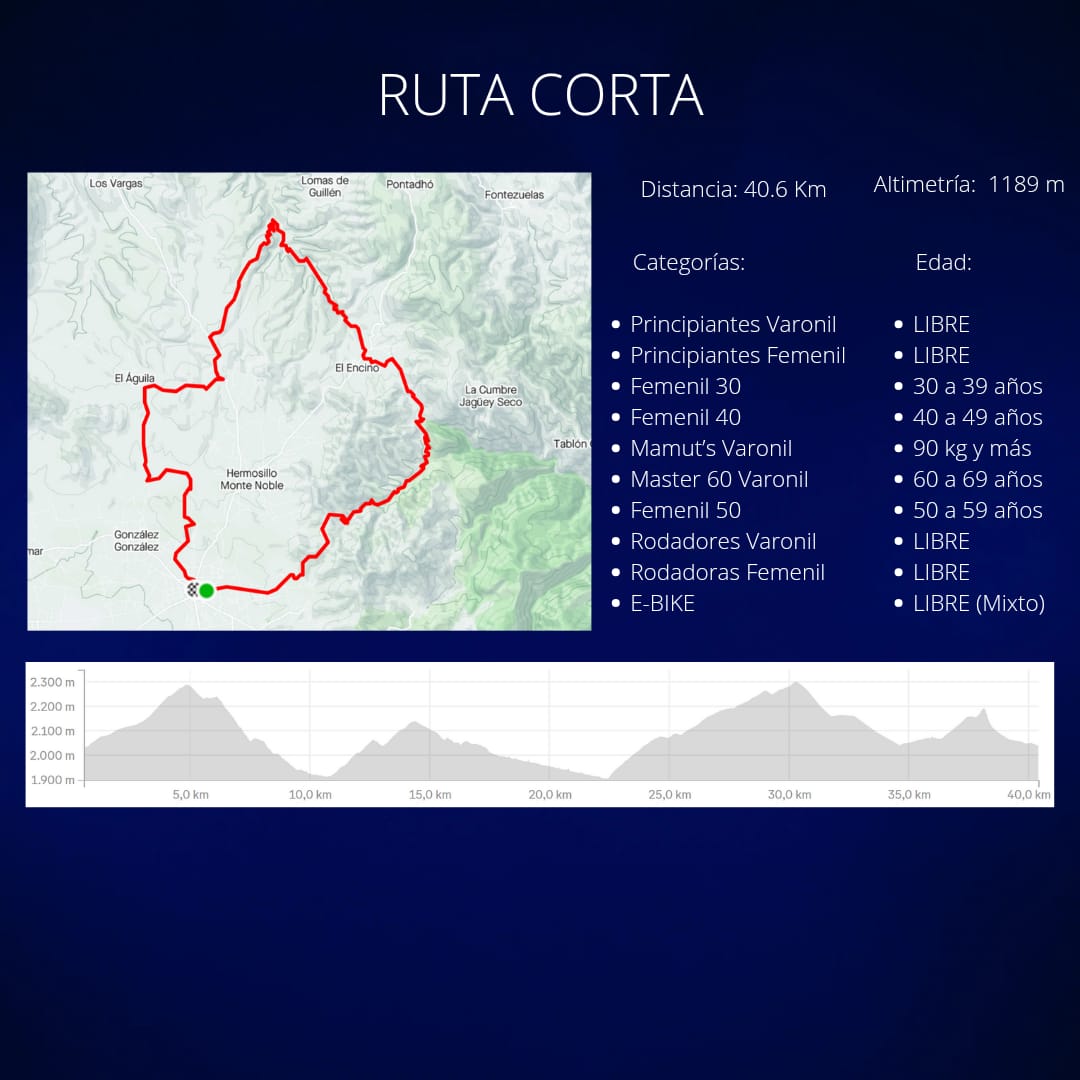 RUTA CORTA
Distancia: 40.6 Km
Altimetría: 1189 m
Los Vargas
Lomas de
Guillén
Pontadhó
Fontezuelas
El Encino
El Águila
La Cumbre
Jagüey Seco
Tablón
Hermosillo
Monte Noble
González
González
mar
Categorías:
• Principiantes Varonil
• Principiantes Femenil
• Femenil 30
• Femenil 40
• Mamut’s Varonil
• Master 60 Varonil
• Femenil 50
• Rodadores Varonil
• Rodadoras Femenil
• E-BIKE
Edad:
• LIBRE
• LIBRE
• 30 a 39 años
• 40 a 49 años
• 90 kg y más
• 60 a 69 años
• 50 a 59 años
• LIBRE
• LIBRE
• LIBRE (Mixto)
2.300 m
2.200 m
2.100 m
2.000 m
1.900 m
5,0 km 10,0 km 15,0 km 20,0 km 25,0 km 30,0 km 35,0 km 40,0 km